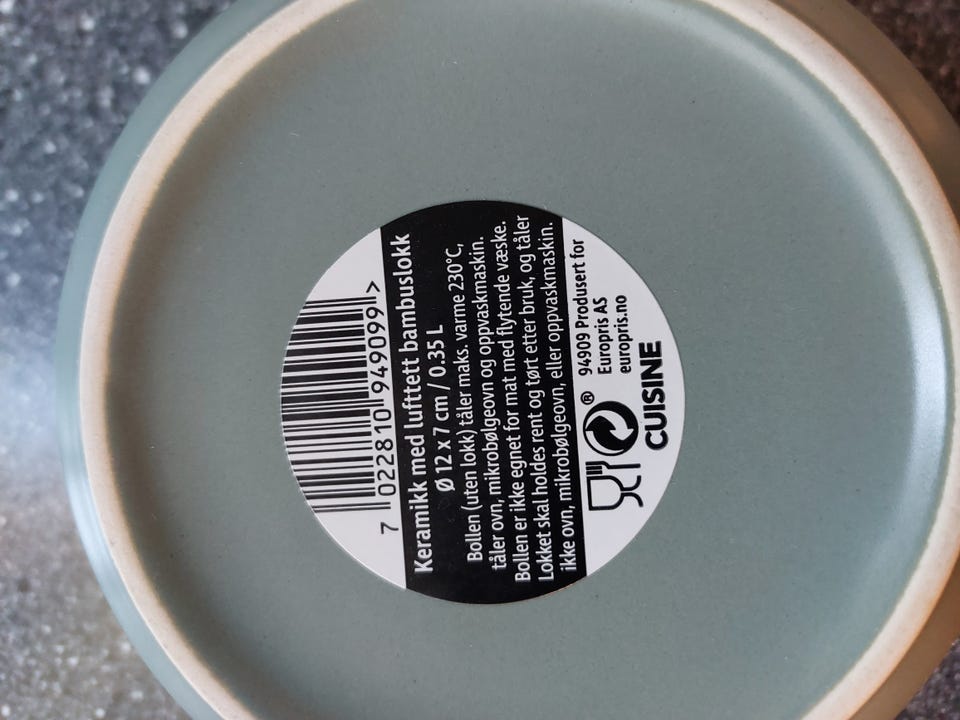 7 022810 949099 >
Keramikk med lufttett bambuslokk
Ø 12 x 7 cm / 0.35 L
Bollen (uten lokk) tåler maks. varme 230°C,
tåler ovn, mikrobølgeovn og oppvaskmaskin.
Bollen er ikke egnet for mat med flytende væske.
Lokket skal holdes rent og tørt etter bruk, og tåler
ikke ovn, mikrobølgeovn, eller oppvaskmaskin.
94909 Produsert for
Europris AS
europris.no
®
CUISINE